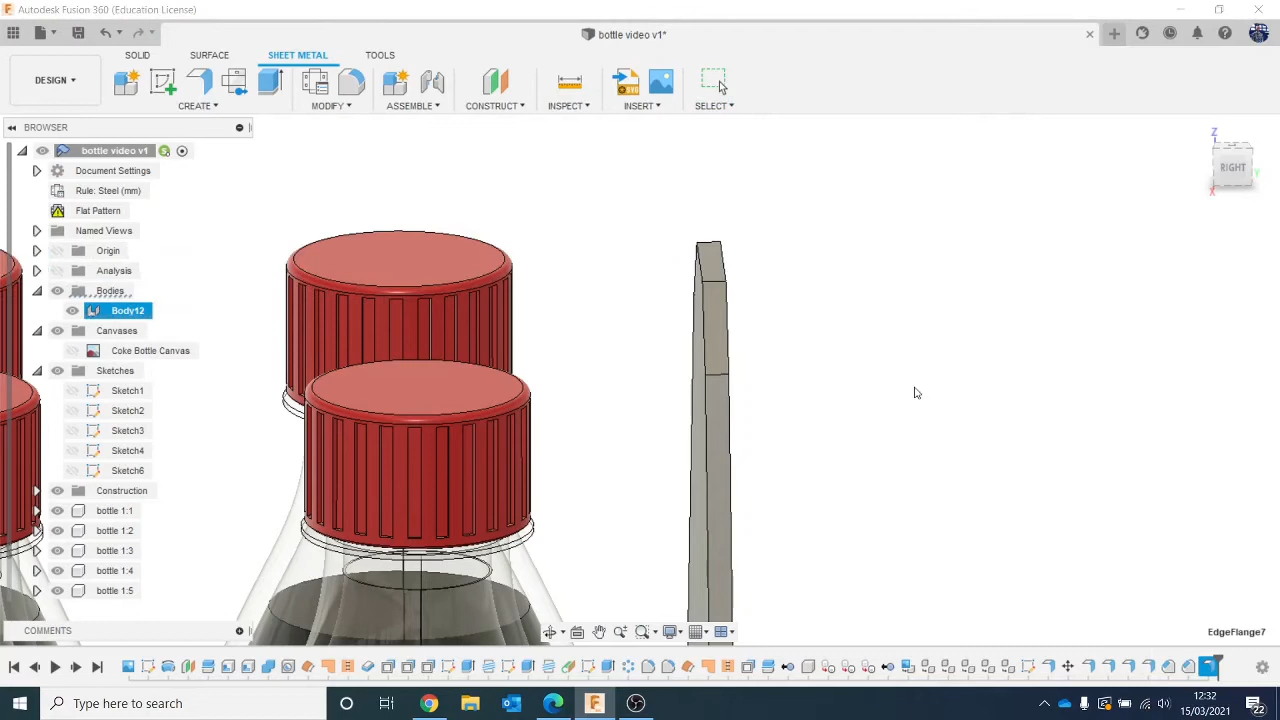 Autodesk Fusion 360 (Education License)
bottle video v1*
SOLID SURFACE SHEET METAL TOOLS
DESIGN
SVG
CREATE MODIFY ASSEMBLE CONSTRUCT INSPECT INSERT SELECT
BROWSER
bottle video v1 S
Document Settings
Rule: Steel (mm)
Flat Pattern
Named Views
Origin
Analysis
Bodies
Body12
Canvases
Coke Bottle Canvas
Sketches
Sketch1
Sketch2
Sketch3
Sketch4
Sketch6
Construction
bottle 1:1
bottle 1:2
bottle 1:3
bottle 1:4
bottle 1:5
COMMENTS
Z
RIGHT
Y
X
EdgeFlange7
Type here to search
12:32
15/03/2021
22